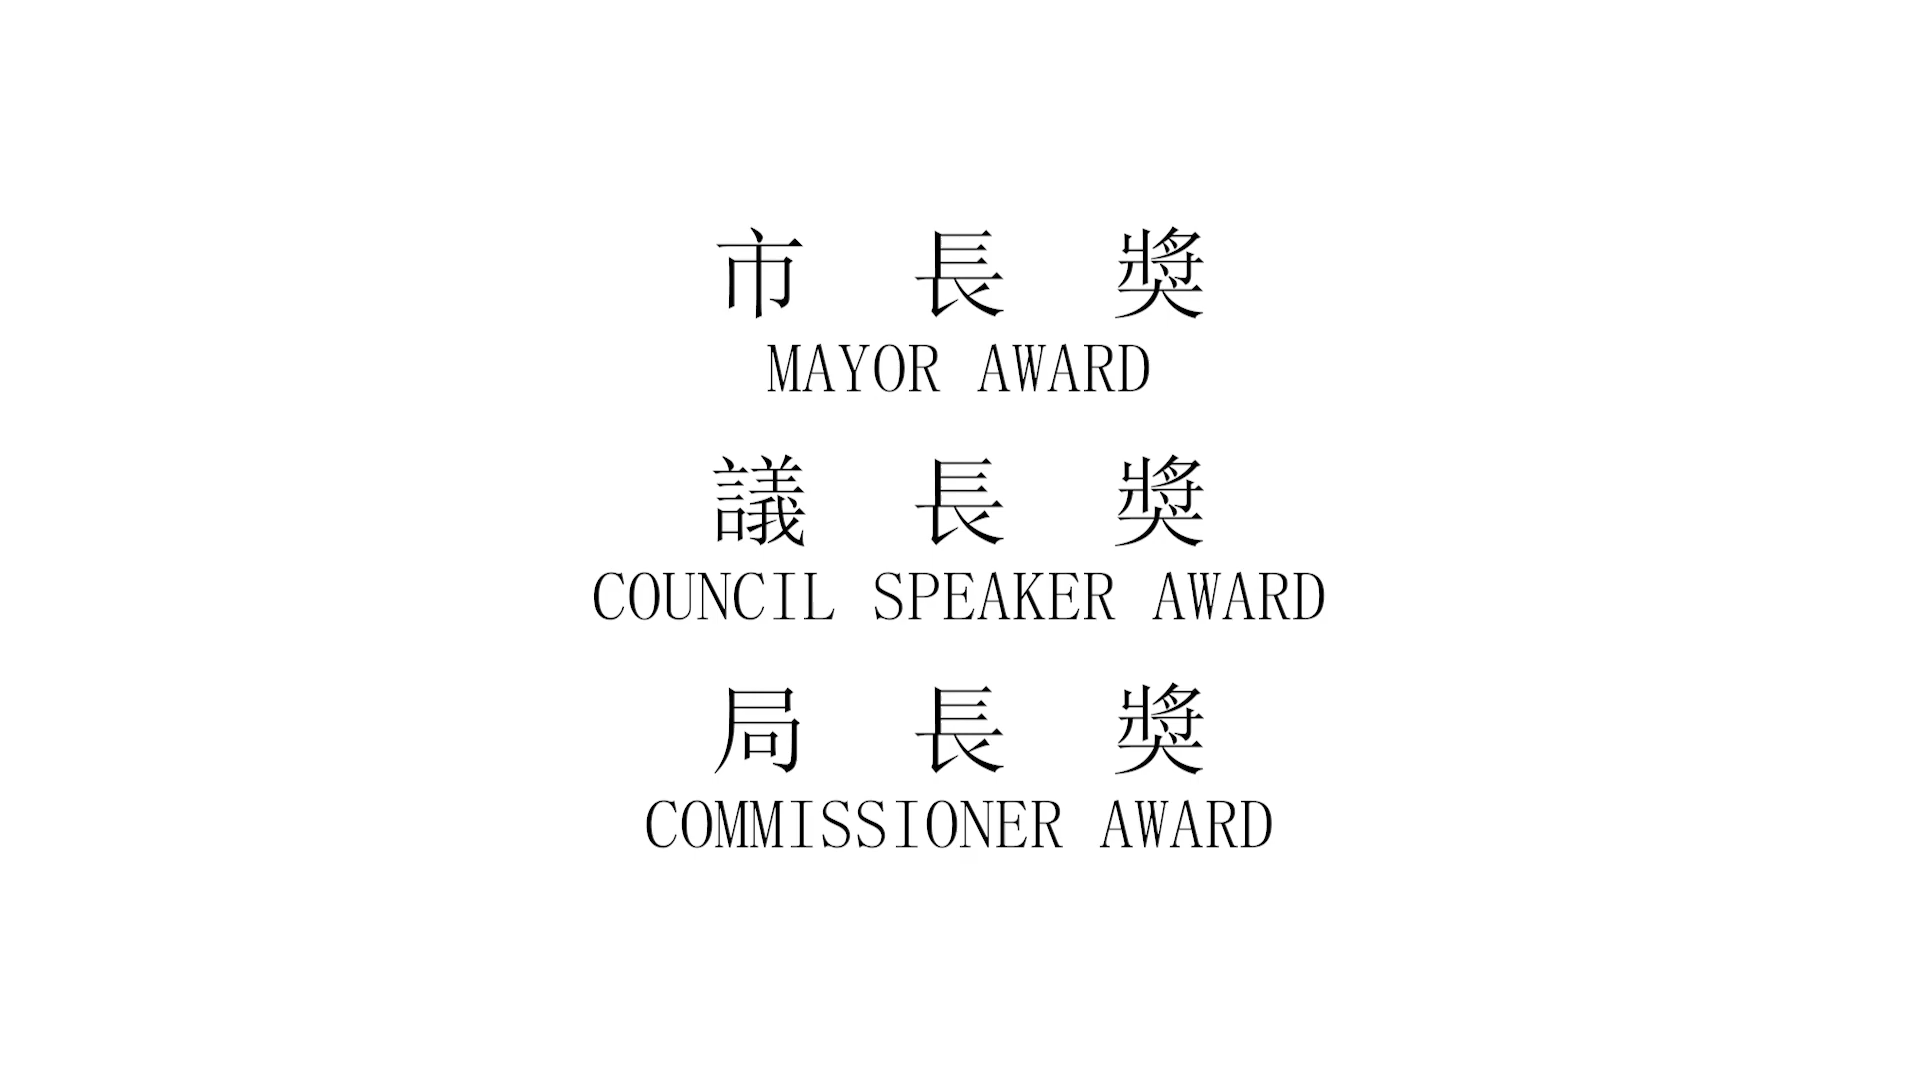 市 長 獎
MAYOR AWARD
議 長 獎
COUNCIL SPEAKER AWARD
局 長 獎
COMMISSIONER AWARD